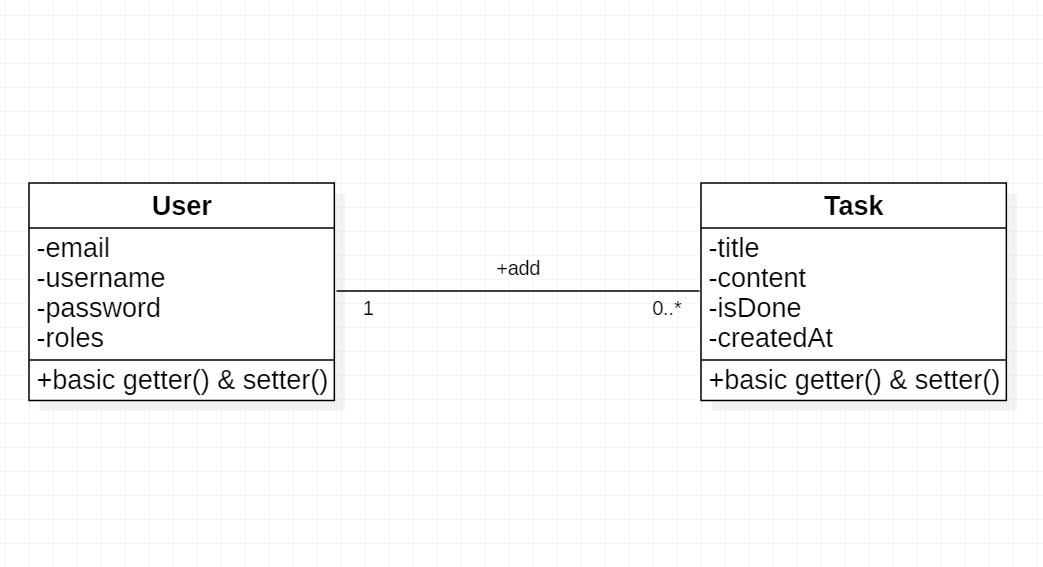 User
-email
-username
-password
-roles
+basic getter() & setter()
+add
1
0..*
Task
-title
-content
-isDone
-createdAt
+basic getter() & setter()